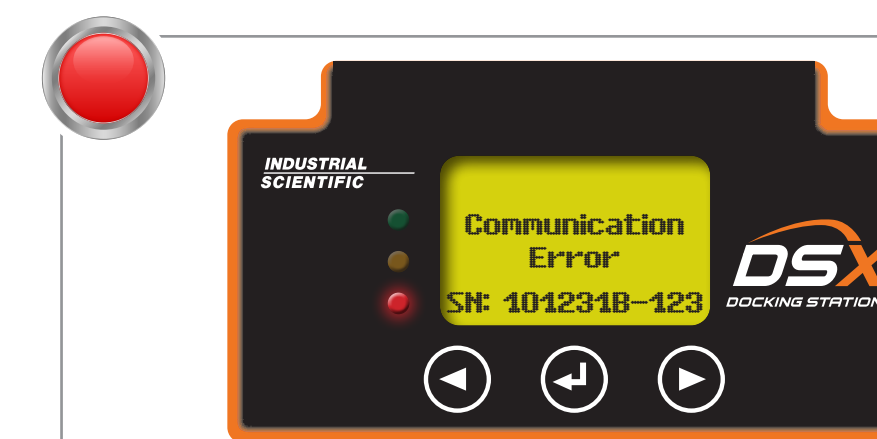 INDUSTRIAL
SCIENTIFIC
Communication
Error
SN: 101231B-123
DSX
DOCKING STATION